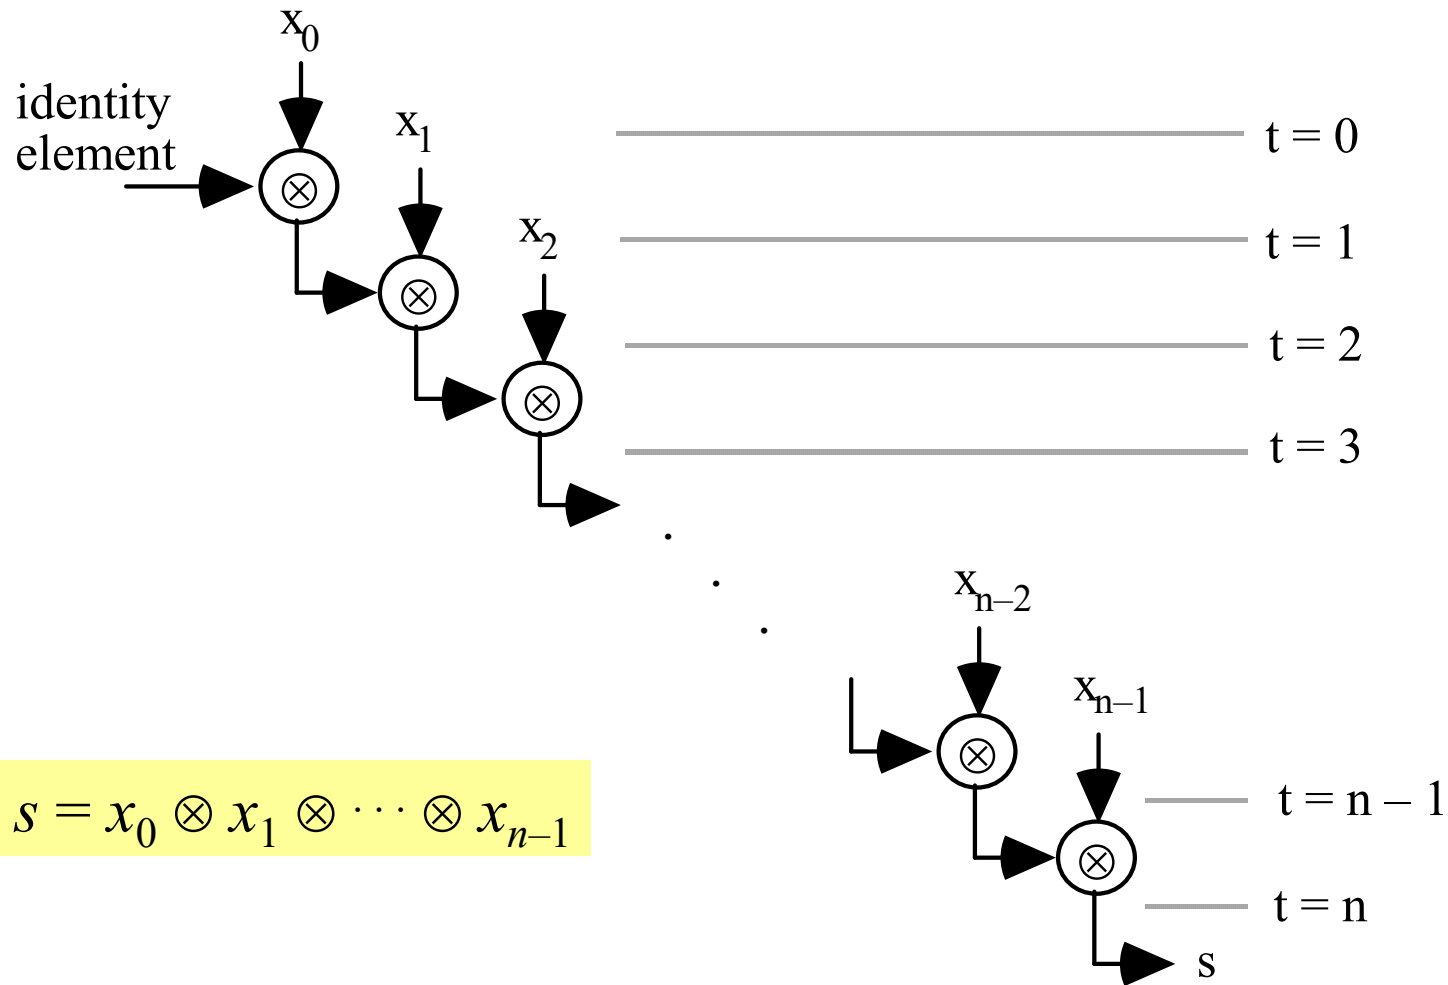 x₀
identity
element
x₁
t = 0
x₂
t = 1
t = 2
t = 3
⊗
⊗
⊗
. . .
xₙ₋₂
xₙ₋₁
⊗
⊗
s = x₀ ⊗ x₁ ⊗ ··· ⊗ xₙ₋₁
t = n – 1
t = n
s